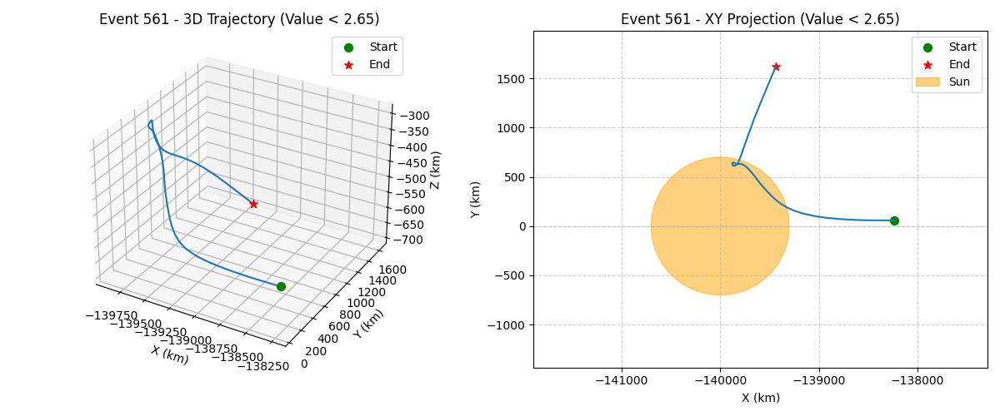 Event 561 - 3D Trajectory (Value < 2.65)
Start
End
−300
−350
−400
−450
−500
−550
−600
−650
−700
Z (km)
1600
1400
1200
1000
800
600
400
200
0
Y (km)
−139750
−139500
−139250
−139000
−138750
−138500
−138250
X (km)
Event 561 - XY Projection (Value < 2.65)
Start
End
Sun
1500
1000
500
0
−500
−1000
Y (km)
−141000
−140000
−139000
−138000
X (km)